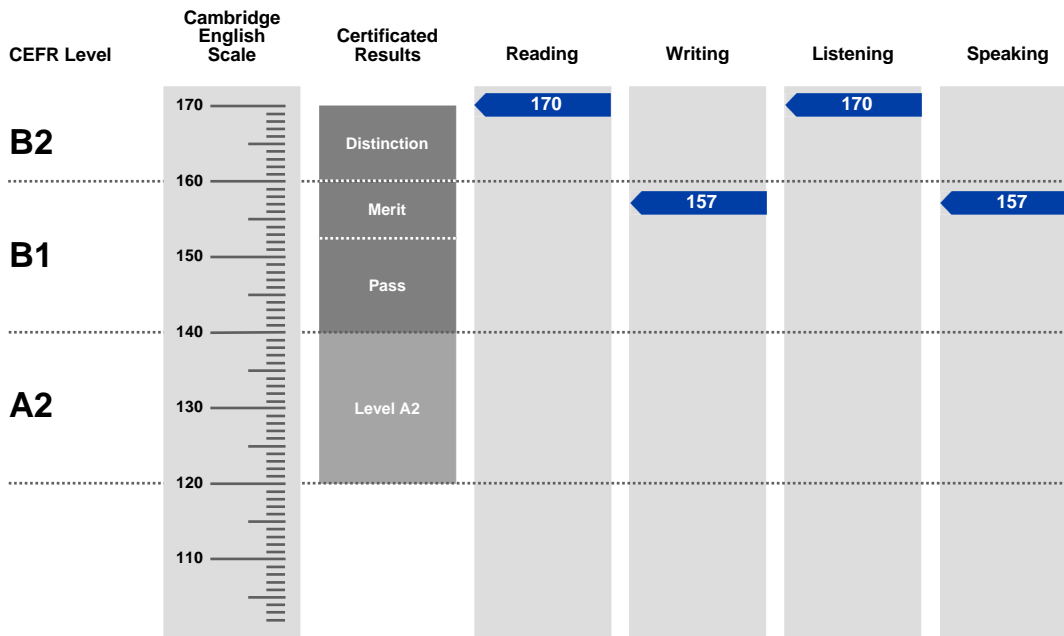 CEFR Level
Cambridge
English
Scale
Certificated
Results
Reading
Writing
Listening
Speaking
170
170
170
B2
Distinction
160
Merit
157
157
B1
150
Pass
140
A2
130
Level A2
120
110